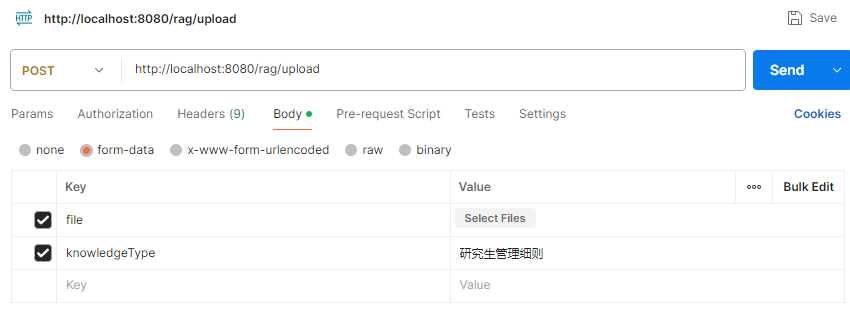 HTTP http://localhost:8080/rag/upload Save
POST http://localhost:8080/rag/upload Send
Params Authorization Headers (9) Body Pre-request Script Tests Settings Cookies
none form-data x-www-form-urlencoded raw binary
Key Value ••• Bulk Edit
file Select Files
knowledgeType 研究生管理细则
Key Value